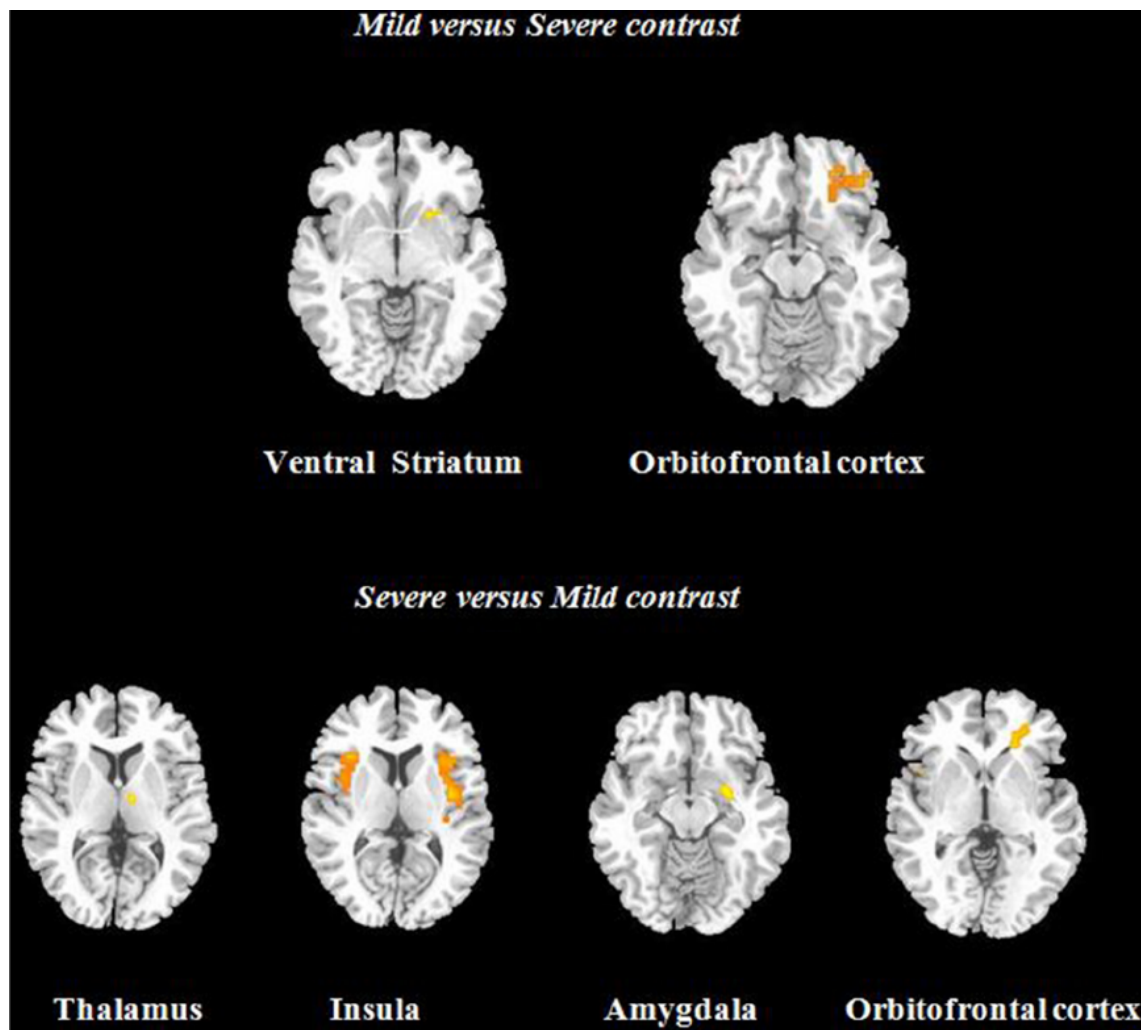 Mild versus Severe contrast
Ventral Striatum
Orbitofrontal cortex
Severe versus Mild contrast
Thalamus
Insula
Amygdala
Orbitofrontal cortex